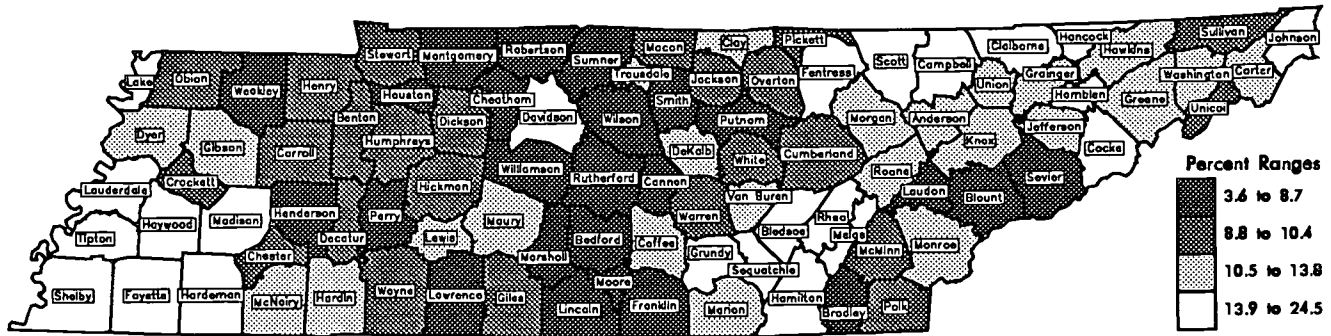 Stewart
Montgomery
Robertson
Sumner
Macon
Clay
Pickett
Scott
Campbell
Claiborne
Hancock
Hawkins
Sullivan
Johnson
Lake
Obion
Weakley
Henry
Houston
Cheatham
Trousdale
Jackson
Overton
Fentress
Union
Grainger
Hamblen
Washington
Carter
Greene
Unicoi
Dyer
Gibson
Carroll
Benton
Humphreys
Dickson
Davidson
Wilson
Smith
Putnam
Morgan
Anderson
Knox
Jefferson
Cocke
DeKalb
White
Cumberland
Roane
Loudon
Blount
Sevier
Lauderdale
Crockett
Haywood
Madison
Henderson
Decatur
Perry
Hickman
Williamson
Rutherford
Cannon
Warren
Van Buren
Bledsoe
Rhea
Meigs
McMinn
Monroe
Tipton
Chester
Lewis
Maury
Marshall
Bedford
Coffee
Grundy
Sequatchie
Shelby
Fayette
Hardeman
McNairy
Hardin
Wayne
Lawrence
Giles
Lincoln
Moore
Franklin
Marion
Hamilton
Bradley
Polk
Percent Ranges
3.6 to 8.7
8.8 to 10.4
10.5 to 13.8
13.9 to 24.5